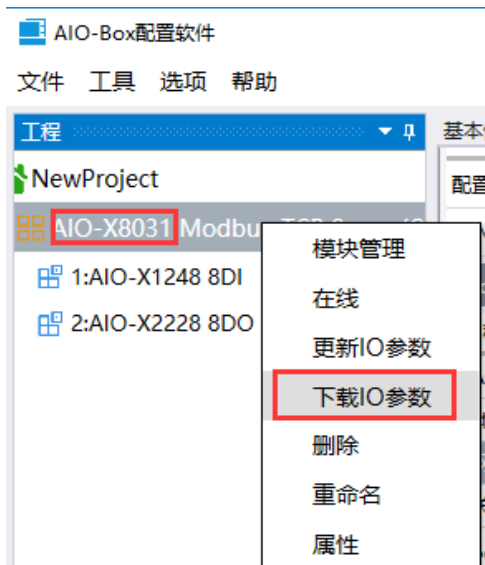 AIO-Box配置软件
文件 工具 选项 帮助
工程
基本
NewProject
配置
AIO-X8031 Modbu
模块管理
1:AIO-X1248 8DI
在线
2:AIO-X2228 8DO
更新IO参数
下载IO参数
删除
重命名
属性